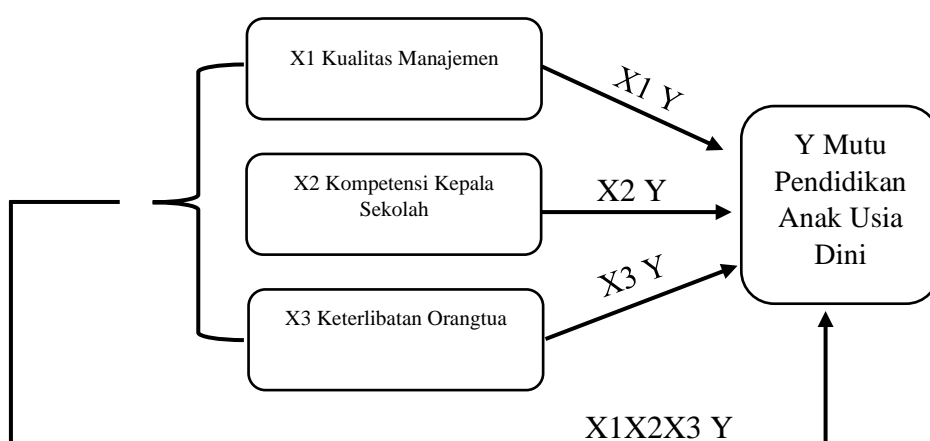 X1 Kualitas Manajemen
X1 Y
X2 Kompetensi Kepala
Sekolah
X2 Y
X3 Keterlibatan Orangtua
X3 Y
Y Mutu
Pendidikan
Anak Usia
Dini
X1X2X3 Y